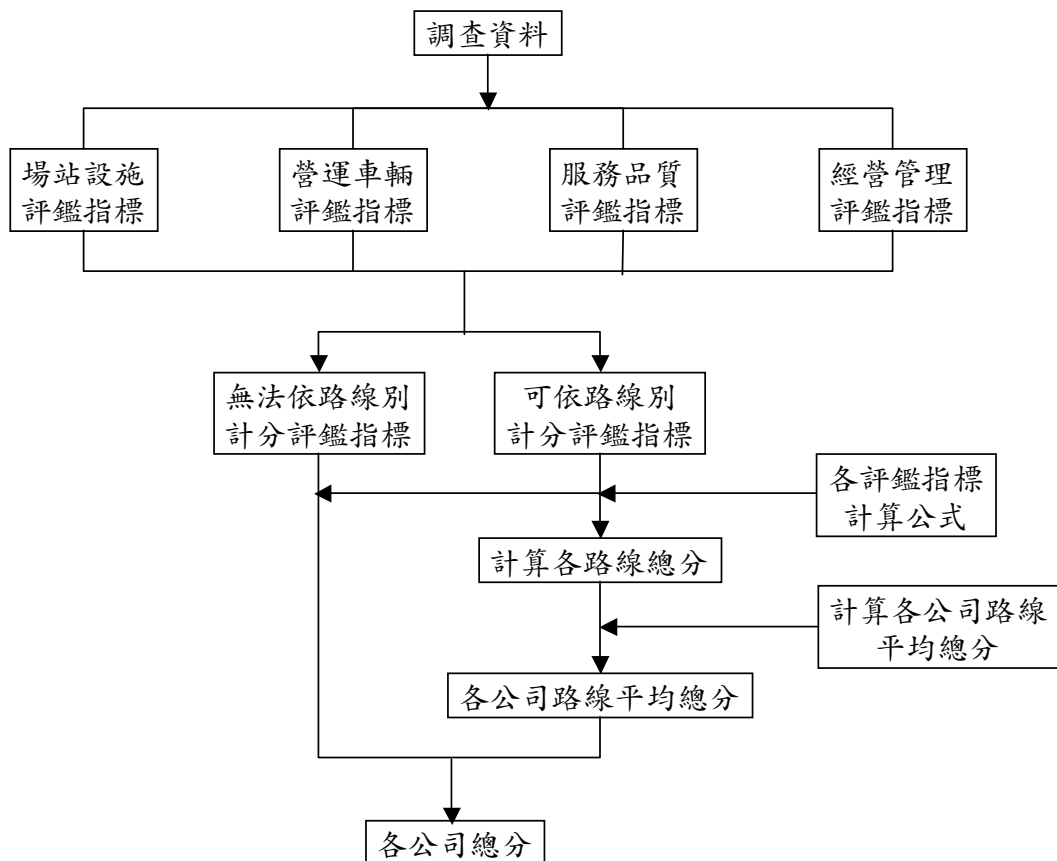 調查資料
場站設施
評鑑指標
營運車輛
評鑑指標
服務品質
評鑑指標
經營管理
評鑑指標
無法依路線別
計分評鑑指標
可依路線別
計分評鑑指標
各評鑑指標
計算公式
計算各路線總分
計算各公司路線
平均總分
各公司路線平均總分
各公司總分